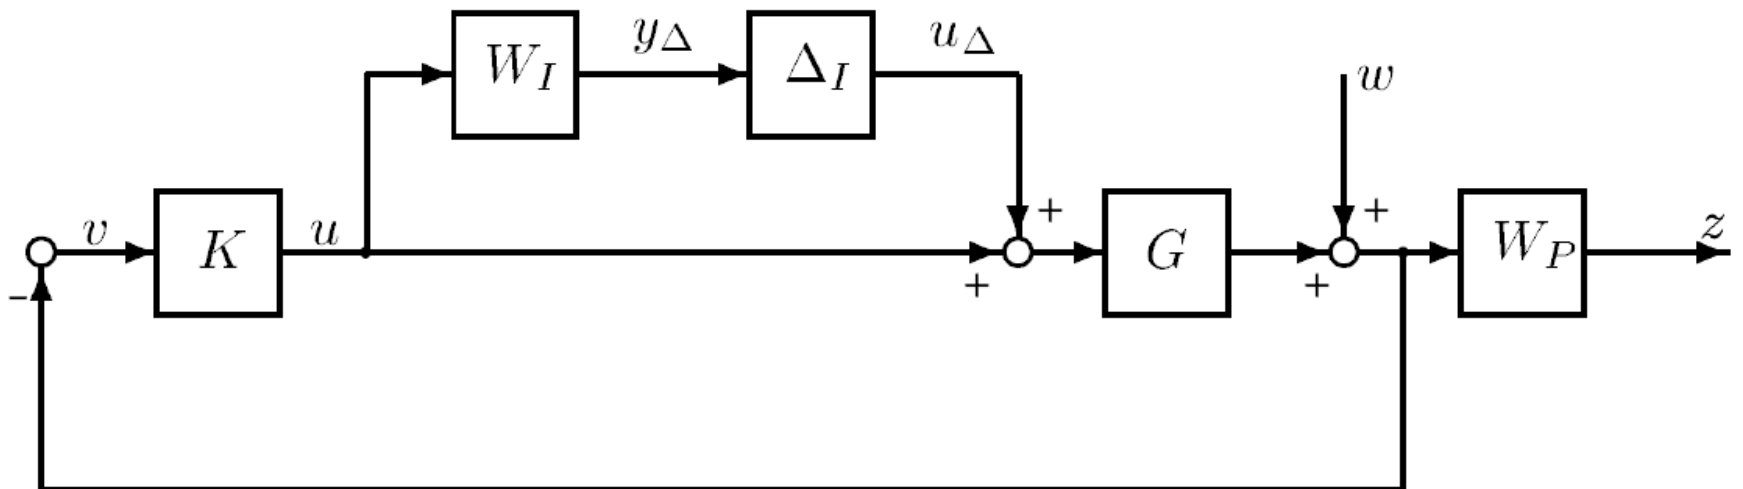 W_I y_Δ Δ_I u_Δ w
v K u + + G + + W_P z
-